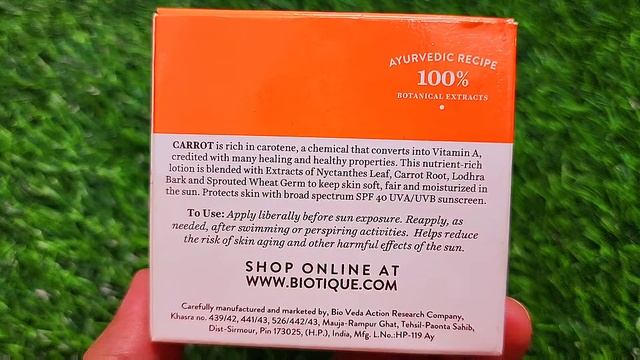 AYURVEDIC RECIPE
100%
BOTANICAL EXTRACTS
CARROT is rich in carotene, a chemical that converts into Vitamin A,
credited with many healing and healthy properties. This nutrient-rich
lotion is blended with Extracts of Nyctanthes Leaf, Carrot Root, Lodhra
Bark and Sprouted Wheat Germ to keep skin soft, fair and moisturized in
the sun. Protects skin with broad spectrum SPF 40 UVA/UVB sunscreen.
To Use: Apply liberally before sun exposure. Reapply, as
needed, after swimming or perspiring activities. Helps reduce
the risk of skin aging and other harmful effects of the sun.
SHOP ONLINE AT
WWW.BIOTIQUE.COM
Carefully manufactured and marketed by, Bio Veda Action Research Company,
Khasra no. 439/42, 441/43, 526/442/43, Mauja-Rampur Ghat, Tehsil-Paonta Sahib,
Dist-Sirmour, Pin 173025, (H.P.), India, Mfg. L.No.:HP-119 Ay